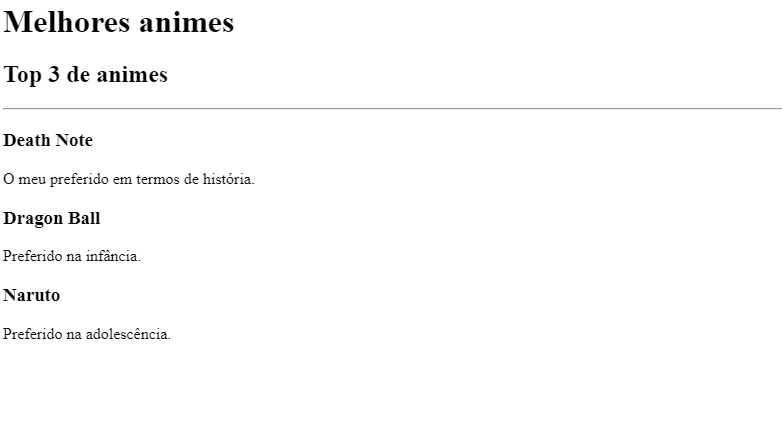 Melhores animes
Top 3 de animes
Death Note
O meu preferido em termos de história.
Dragon Ball
Preferido na infância.
Naruto
Preferido na adolescência.